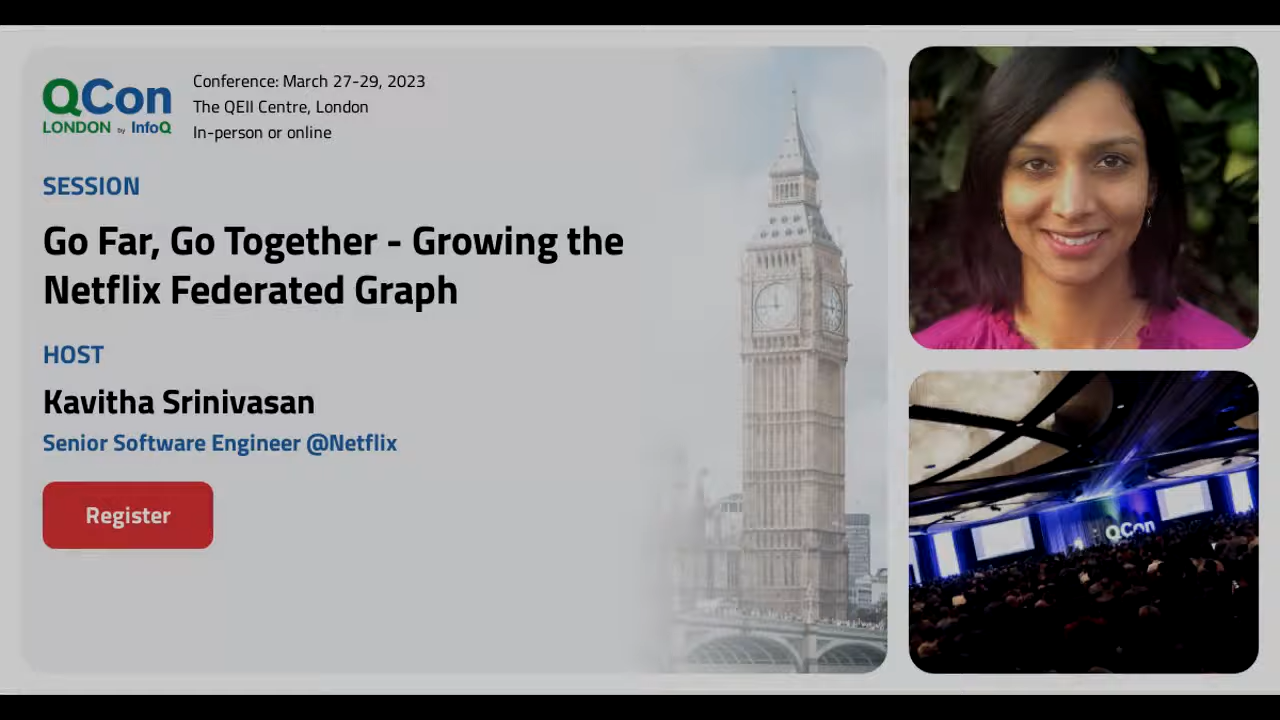 QCon
LONDON by InfoQ
Conference: March 27-29, 2023
The QEII Centre, London
In-person or online
SESSION
Go Far, Go Together - Growing the
Netflix Federated Graph
HOST
Kavitha Srinivasan
Senior Software Engineer @Netflix
Register
QCon